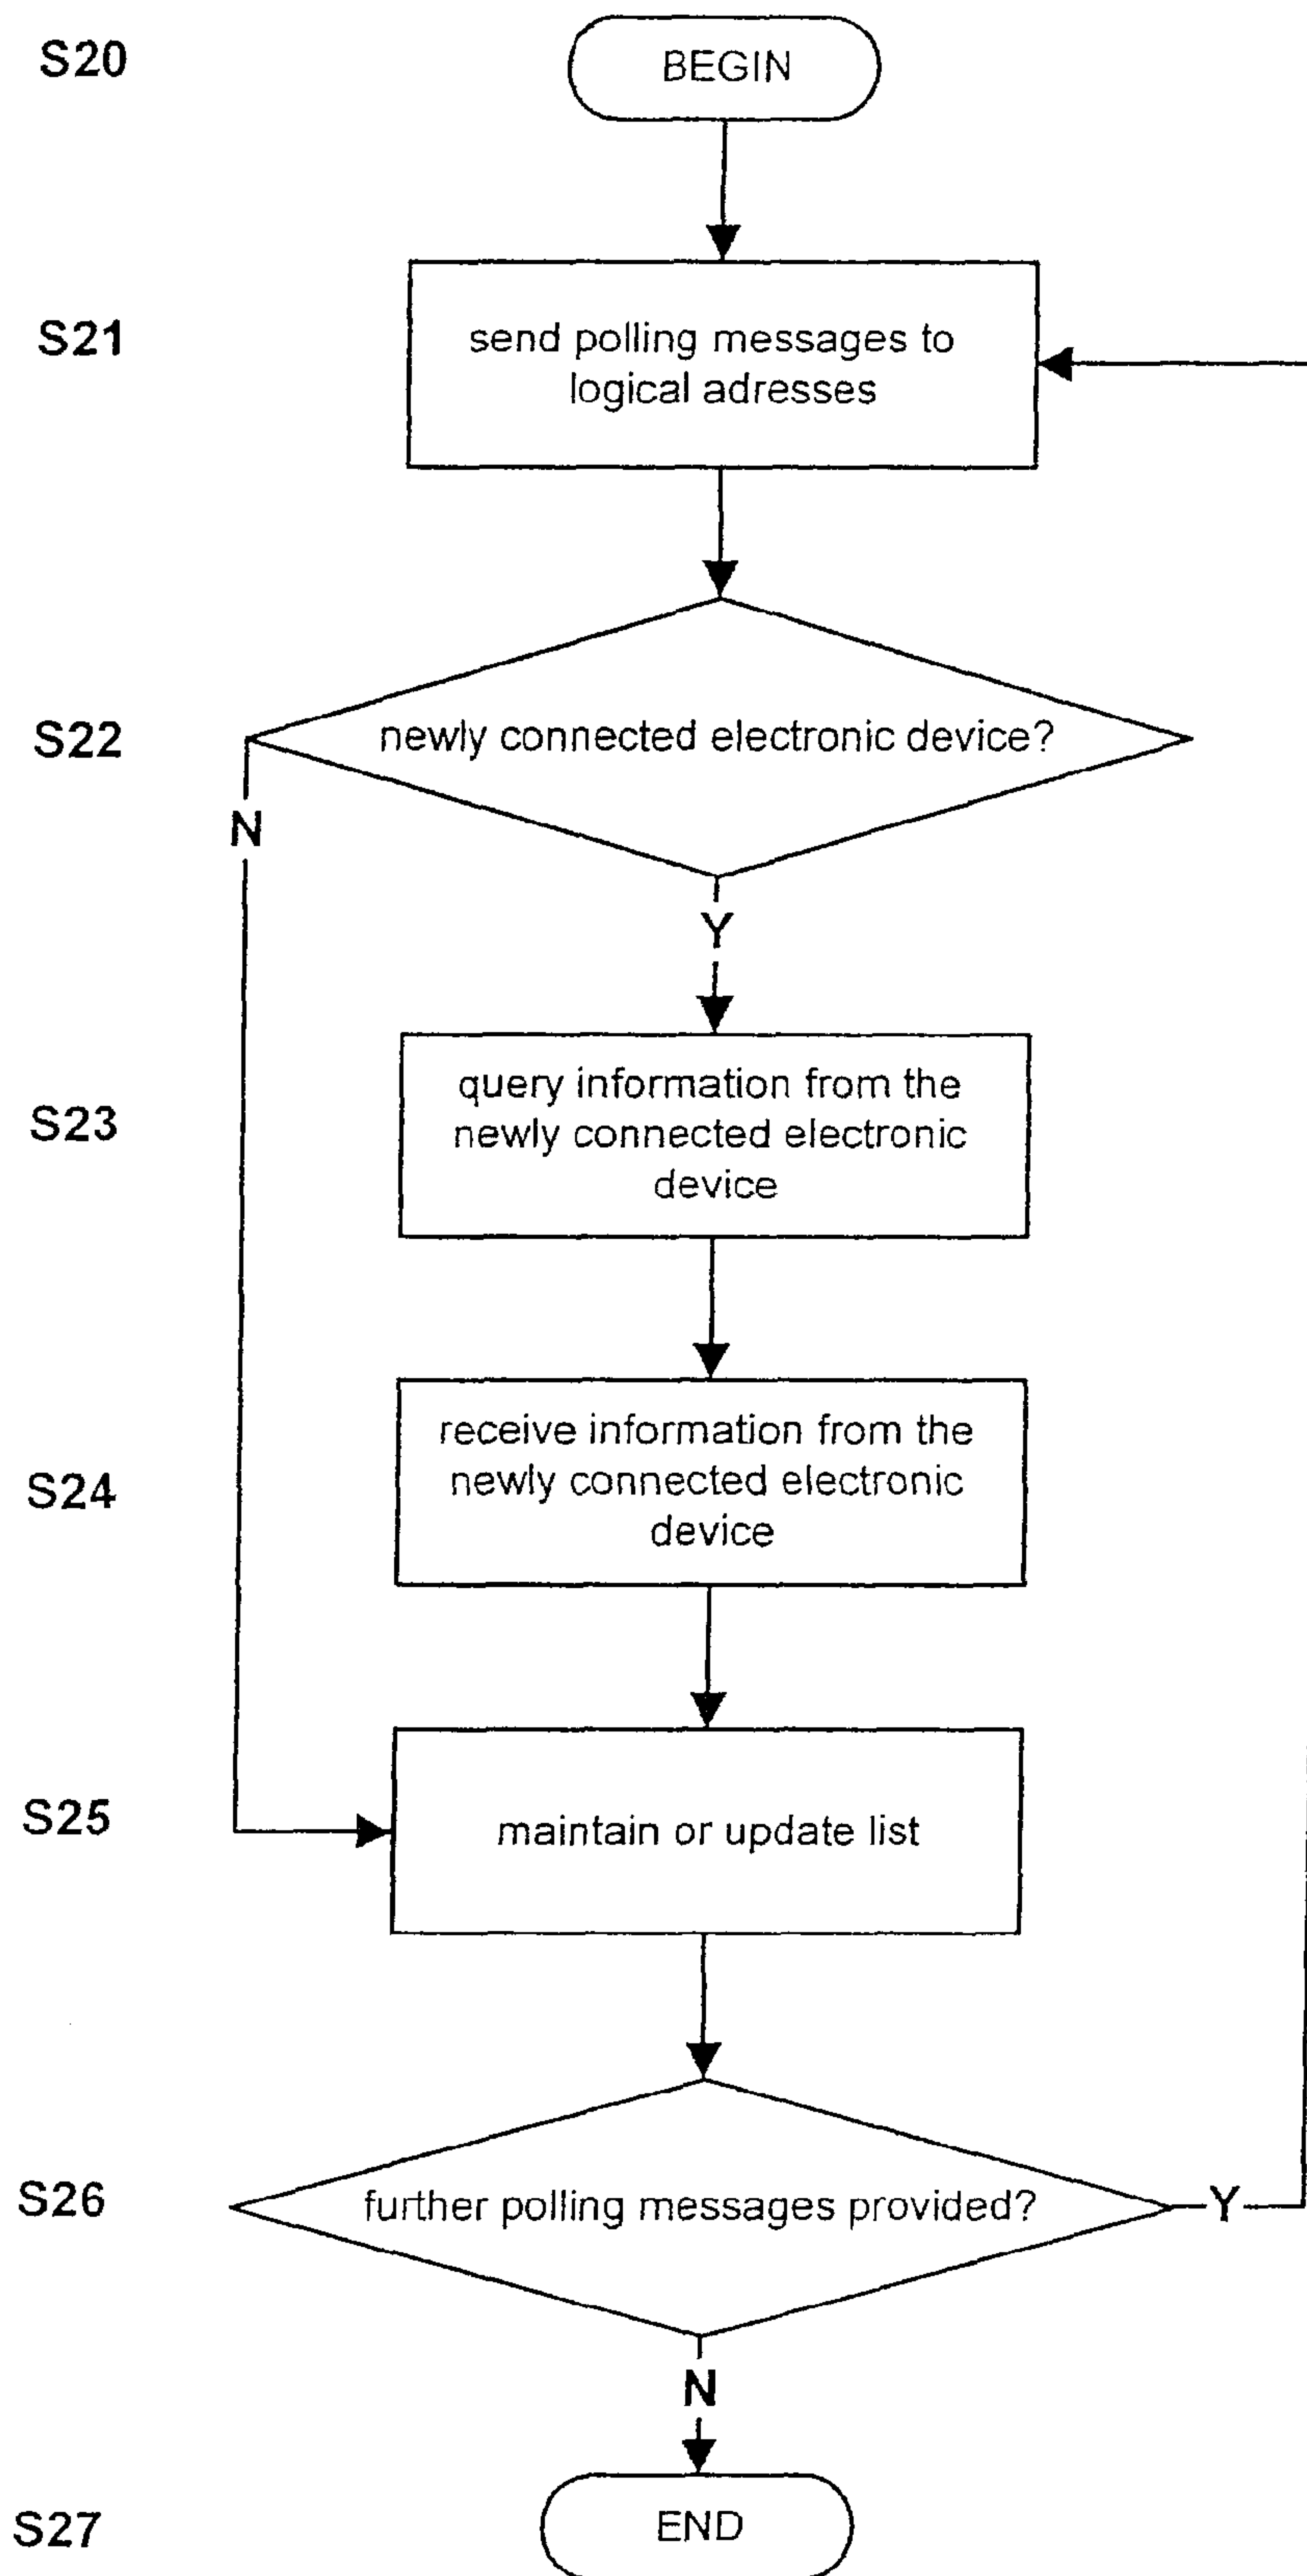 S20
BEGIN
S21
send polling messages to
logical adresses
S22
newly connected electronic device?
N
Y
S23
query information from the
newly connected electronic
device
S24
receive information from the
newly connected electronic
device
S25
maintain or update list
S26
further polling messages provided?
Y
N
S27
END